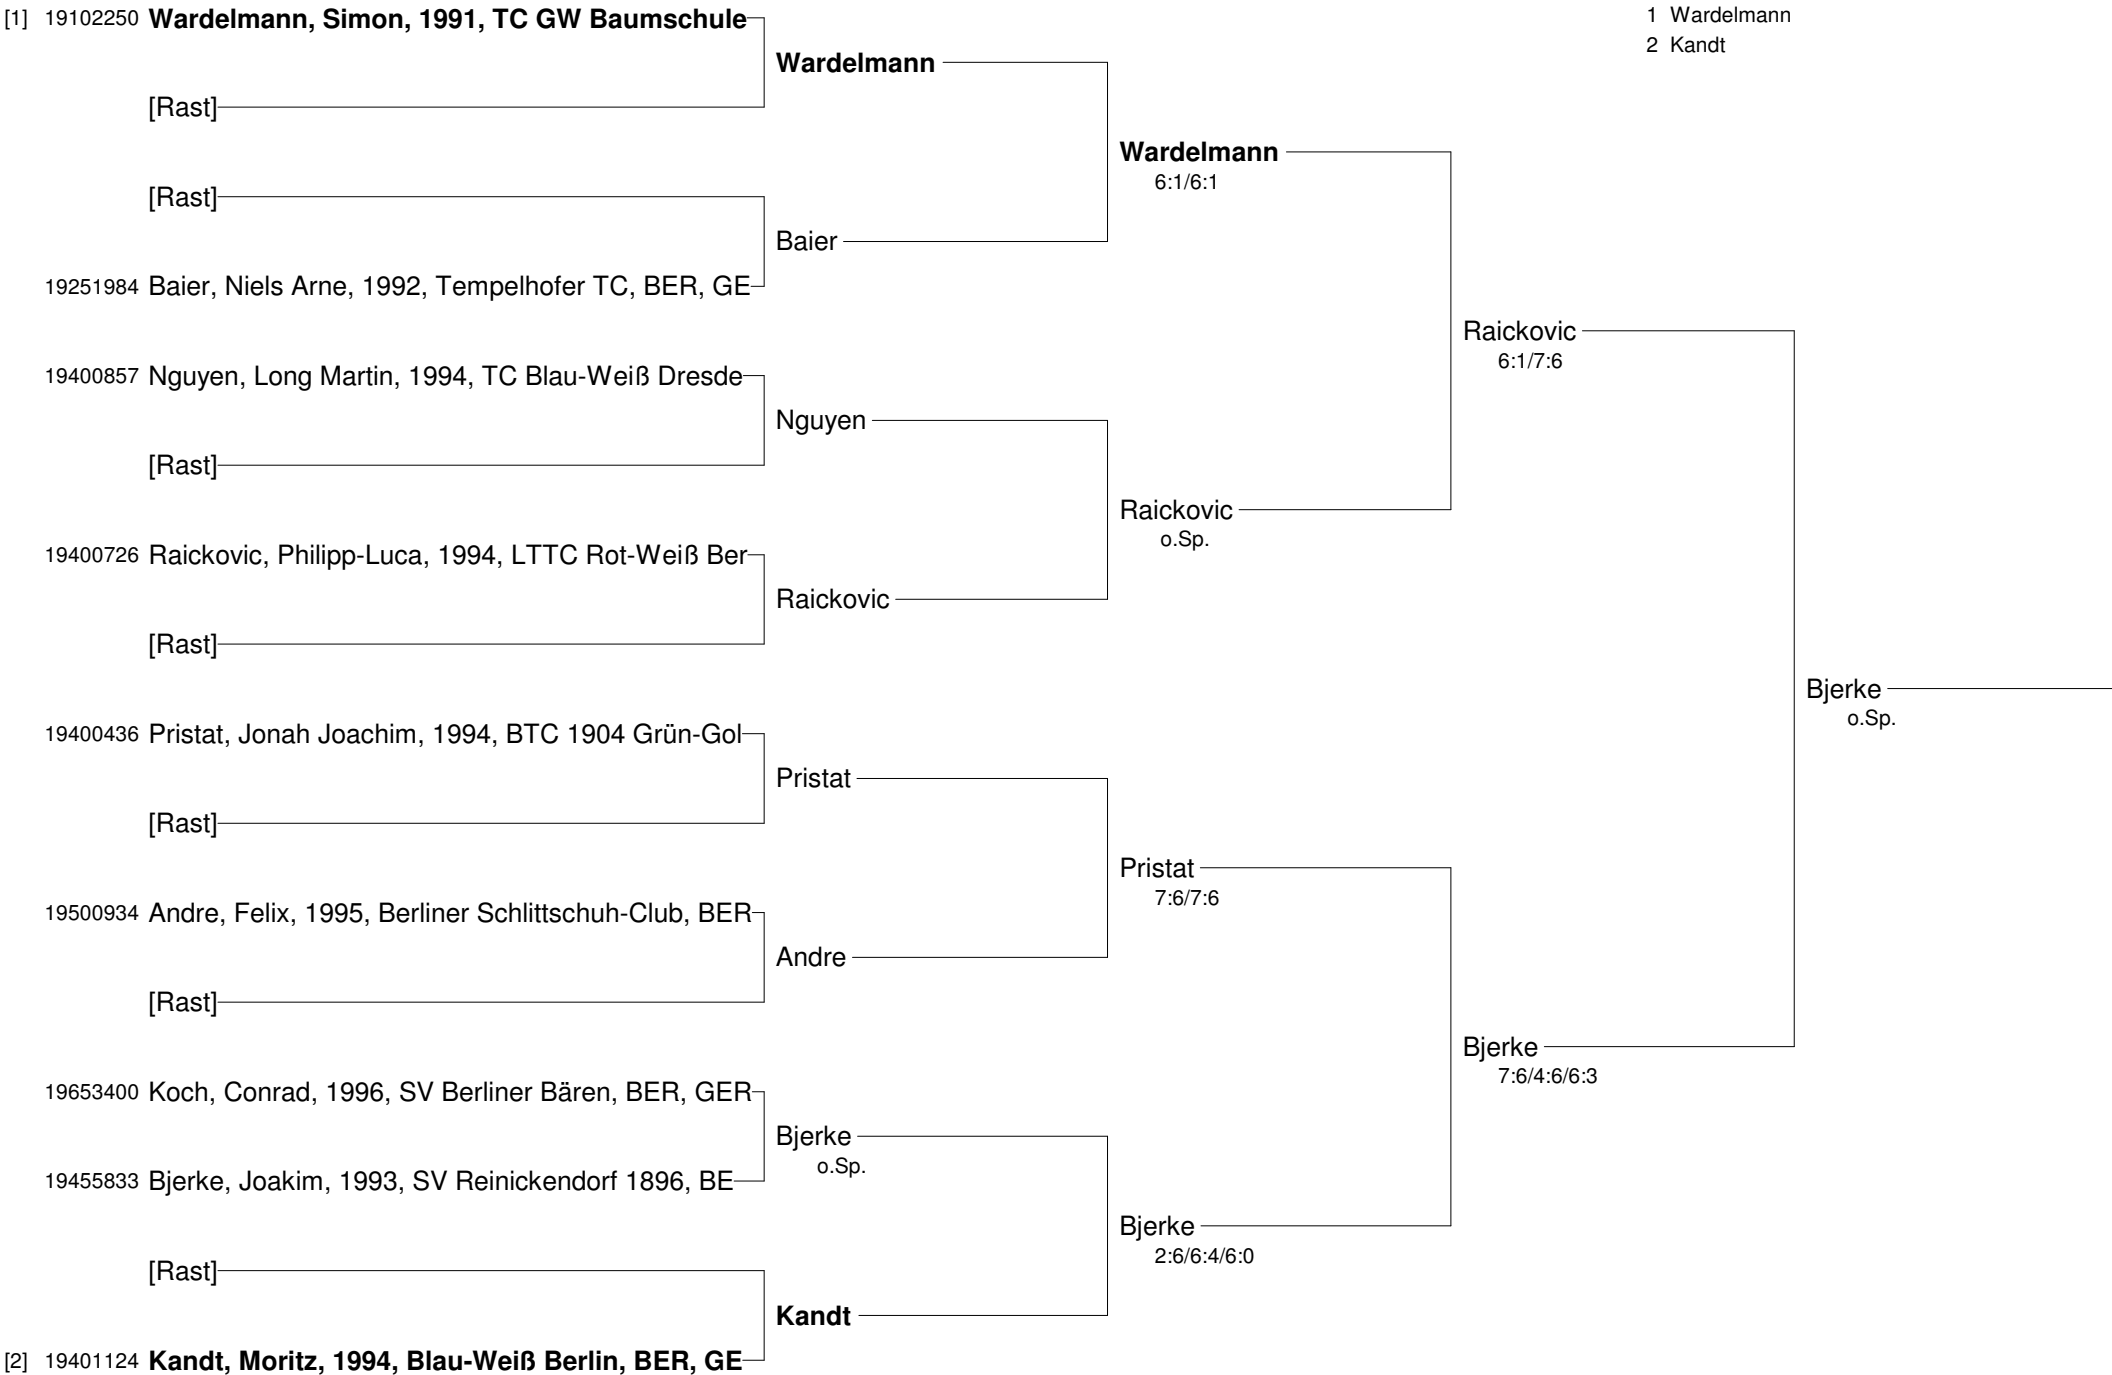 [1] 19102250 Wardelmann, Simon, 1991, TC GW Baumschule
1 Wardelmann
2 Kandt
Wardelmann
[Rast]
Wardelmann
6:1/6:1
[Rast]
Baier
19251984 Baier, Niels Arne, 1992, Tempelhofer TC, BER, GE
Raickovic
6:1/7:6
19400857 Nguyen, Long Martin, 1994, TC Blau-Weiß Dresde
Nguyen
[Rast]
Raickovic
o.Sp.
19400726 Raickovic, Philipp-Luca, 1994, LTTC Rot-Weiß Ber
Raickovic
[Rast]
Bjerke
o.Sp.
19400436 Pristat, Jonah Joachim, 1994, BTC 1904 Grün-Gol
Pristat
[Rast]
Pristat
7:6/7:6
19500934 Andre, Felix, 1995, Berliner Schlittschuh-Club, BER
Andre
[Rast]
Bjerke
7:6/4:6/6:3
19653400 Koch, Conrad, 1996, SV Berliner Bären, BER, GER
Bjerke
o.Sp.
19455833 Bjerke, Joakim, 1993, SV Reinickendorf 1896, BE
Bjerke
2:6/6:4/6:0
[Rast]
Kandt
[2] 19401124 Kandt, Moritz, 1994, Blau-Weiß Berlin, BER, GE